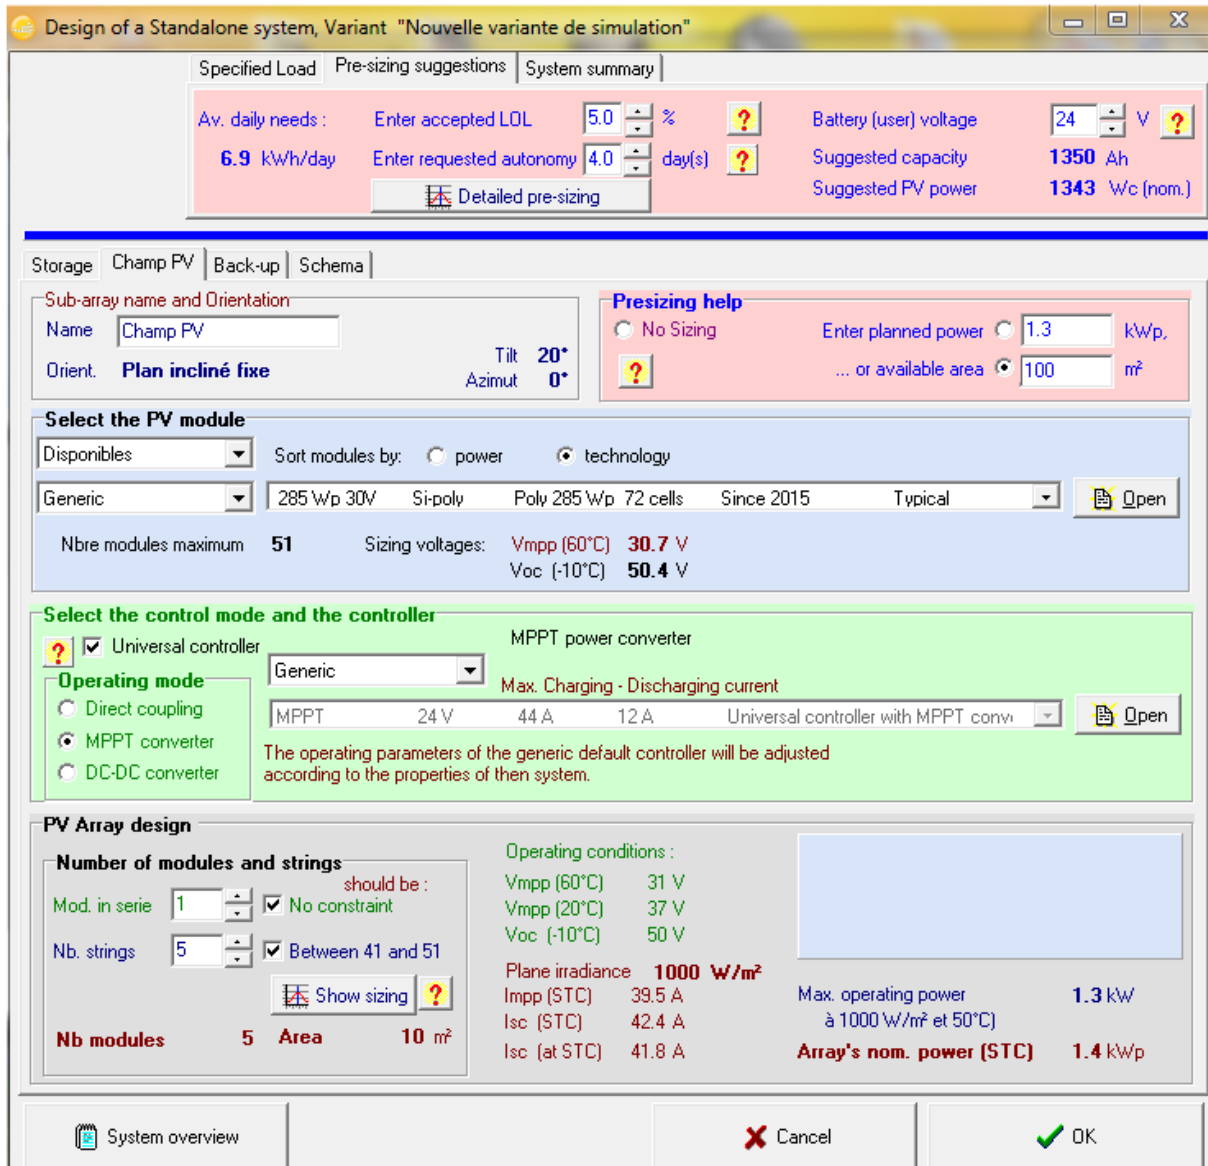 Design of a Standalone system, Variant "Nouvelle variante de simulation"
Specified Load Pre-sizing suggestions System summary
Av. daily needs : Enter accepted LOL 5.0 % ? Battery (user) voltage 24 V ?
6.9 kWh/day Enter requested autonomy 4.0 day(s) ? Suggested capacity 1350 Ah
Detailed pre-sizing Suggested PV power 1343 Wc (nom.)
Storage Champ PV Back-up Schema
Sub-array name and Orientation
Name Champ PV
Orient. Plan incliné fixe
Tilt 20°
Azimut 0°
Presizing help
No Sizing Enter planned power 1.3 kWp,
? ... or available area 100 m²
Select the PV module
Disponibles Sort modules by: power technology
Generic 285 Wp 30V Si-poly Poly 285 Wp 72 cells Since 2015 Typical Open
Nbre modules maximum 51 Sizing voltages: Vmpp (60°C) 30.7 V
Voc (-10°C) 50.4 V
Select the control mode and the controller
? Universal controller
Generic
MPPT power converter
Operating mode
Direct coupling
MPPT converter
DC-DC converter
Max. Charging - Discharging current
MPPT 24 V 44 A 12 A Universal controller with MPPT conv Open
The operating parameters of the generic default controller will be adjusted
according to the properties of then system.
PV Array design
Number of modules and strings
should be :
Mod. in serie 1 No constraint
Nb. strings 5 Between 41 and 51
Show sizing ?
Nb modules 5 Area 10 m²
Operating conditions :
Vmpp (60°C) 31 V
Vmpp (20°C) 37 V
Voc (-10°C) 50 V
Plane irradiance 1000 W/m²
Impp (STC) 39.5 A
Isc (STC) 42.4 A
Isc (at STC) 41.8 A
Max. operating power 1.3 kW
à 1000 W/m² et 50°C)
Array's nom. power (STC) 1.4 kWp
System overview Cancel OK